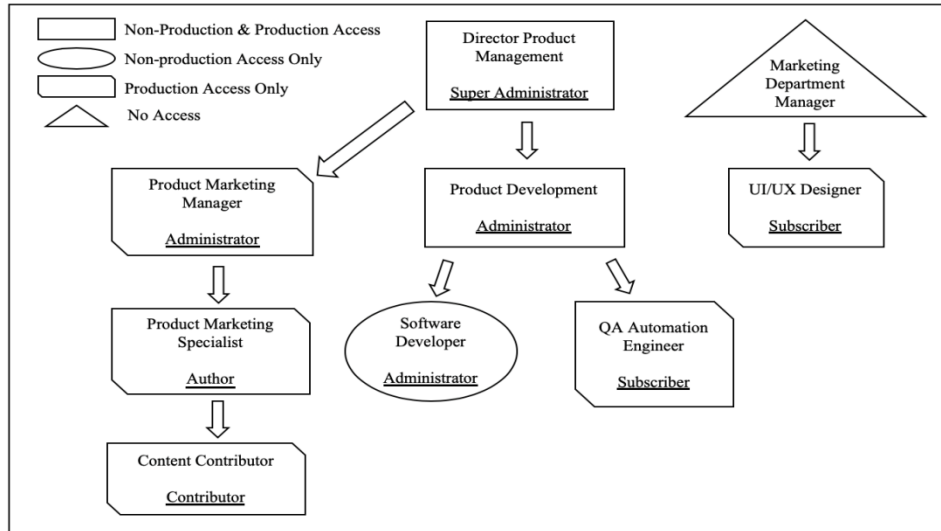 Non-Production & Production Access
Non-production Access Only
Production Access Only
No Access
Director Product
Management
Super Administrator
Marketing
Department
Manager
Product Marketing
Manager
Administrator
Product Development
Administrator
UI/UX Designer
Subscriber
Product Marketing
Specialist
Author
Software
Developer
Administrator
QA Automation
Engineer
Subscriber
Content Contributor
Contributor